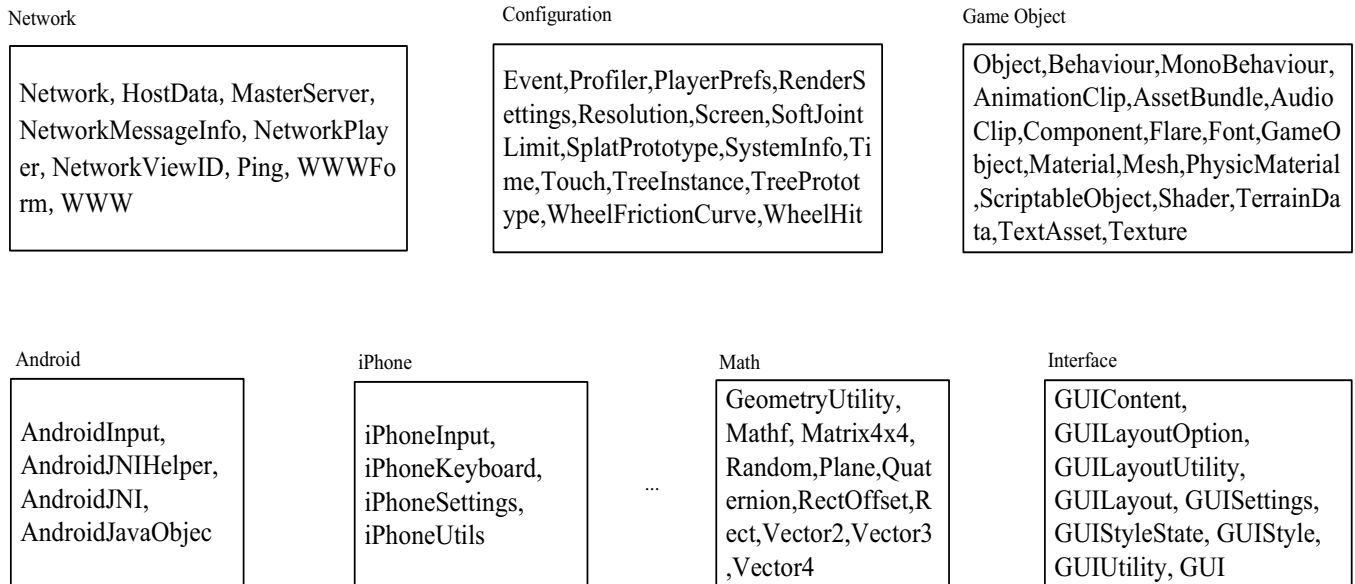 Network
Network, HostData, MasterServer,
NetworkMessageInfo, NetworkPlay
er, NetworkViewID, Ping, WWWFo
rm, WWW
Configuration
Event,Profiler,PlayerPrefs,RenderS
ettings,Resolution,Screen,SoftJoint
Limit,SplatPrototype,SystemInfo,Ti
me,Touch,TreeInstance,TreePrototy
ype,WheelFrictionCurve,WheelHit
Game Object
Object,Behaviour,MonoBehaviour,
AnimationClip,AssetBundle,Audio
Clip,Component,Flare,Font,GameO
bject,Material,Mesh,PhysicMaterial
,ScriptableObject,Shader,TerrainDa
ta,TextAsset,Texture
Android
AndroidInput,
AndroidJNIHelper,
AndroidJNI,
AndroidJavaObjec
iPhone
iPhoneInput,
iPhoneKeyboard,
iPhoneSettings,
iPhoneUtils
...
Math
GeometryUtility,
Mathf, Matrix4x4,
Random,Plane,Quat
ernion,RectOffset,R
ect,Vector2,Vector3
,Vector4
Interface
GUIContent,
GUILayoutOption,
GUILayoutUtility,
GUILayout, GUISettings,
GUIStyleState, GUIStyle,
GUIUtility, GUI